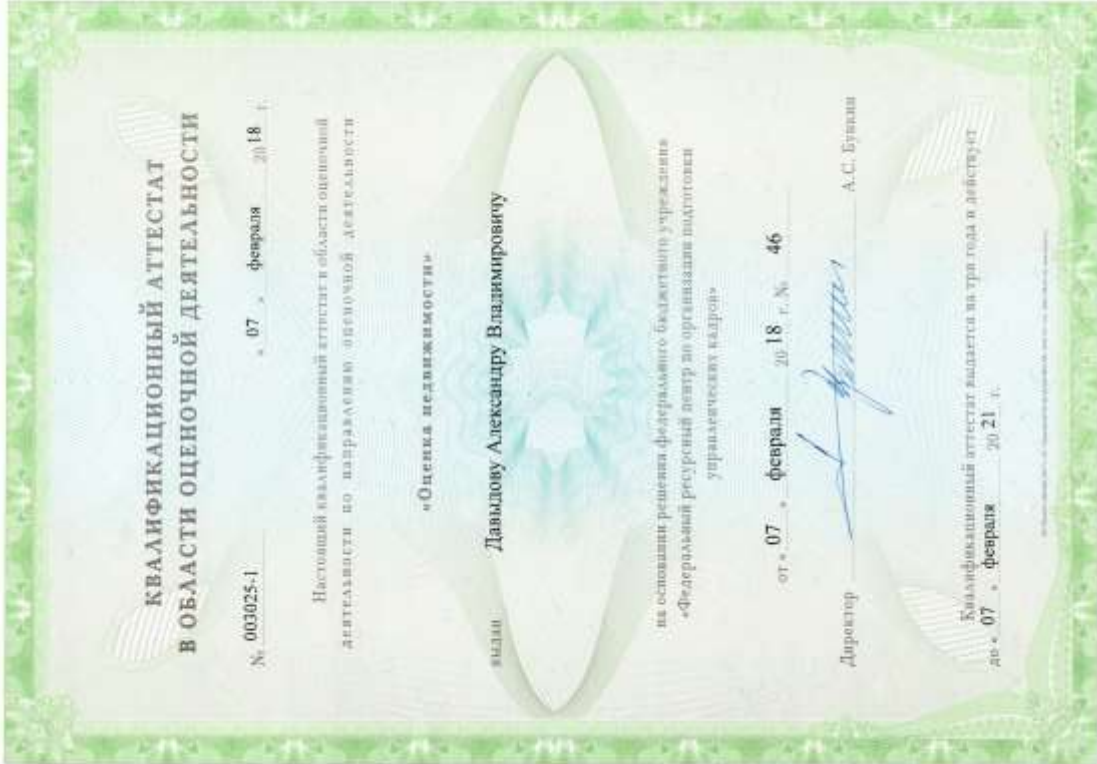 КВАЛИФИКАЦИОННЫЙ АТТЕСТАТ
В ОБЛАСТИ ОЦЕНОЧНОЙ ДЕЯТЕЛЬНОСТИ
№ 003025-1 « 07 » февраля 20 18 г.
Настоящий квалификационный аттестат в области оценочной
деятельности по направлению оценочной деятельности
«Оценка недвижимости»
выдан Давыдову Александру Владимировичу
на основании решения федерального бюджетного учреждения
«Федеральный ресурсный центр по организации подготовки
управленческих кадров»
от « 07 » февраля 20 18 г. № 46
Директор А.С. Бункин
Квалификационный аттестат выдается на три года и действует
до « 07 » февраля 20 21 г.